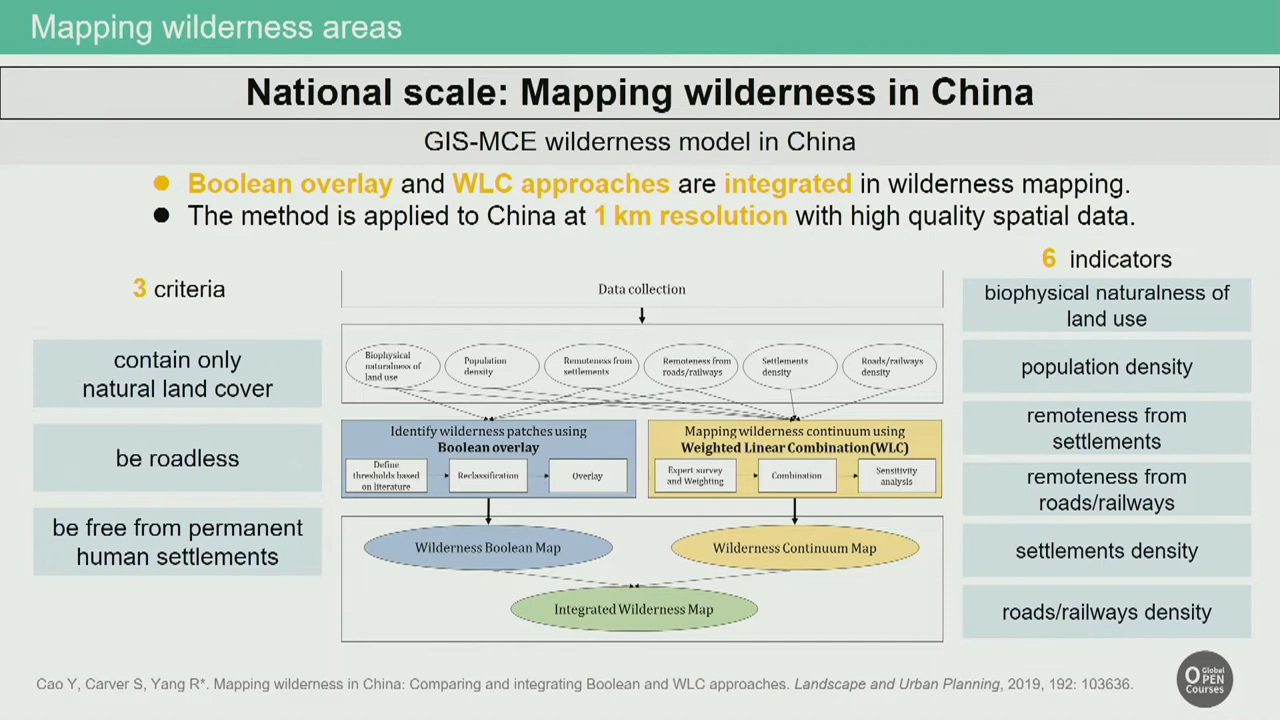 Mapping wilderness areas
National scale: Mapping wilderness in China
GIS-MCE wilderness model in China
Boolean overlay and WLC approaches are integrated in wilderness mapping.
The method is applied to China at 1 km resolution with high quality spatial data.
3 criteria
contain only
natural land cover
be roadless
be free from permanent
human settlements
Data collection
Biophysical
naturalness of
land use
Population
density
Remoteness from
settlements
Remoteness from
roads/railways
Settlements
density
Roads/railways
density
Identify wilderness patches using
Boolean overlay
Define
thresholds based
on literature
Reclassification
Overlay
Mapping wilderness continuum using
Weighted Linear Combination(WLC)
Expert survey
and Weighting
Combination
Sensitivity
analysis
Wilderness Boolean Map
Wilderness Continuum Map
Integrated Wilderness Map
6 indicators
biophysical naturalness of
land use
population density
remoteness from
settlements
remoteness from
roads/railways
settlements density
roads/railways density
Cao Y, Carver S, Yang R*. Mapping wilderness in China: Comparing and integrating Boolean and WLC approaches. Landscape and Urban Planning, 2019, 192: 103636.
Global
OPEN
Courses